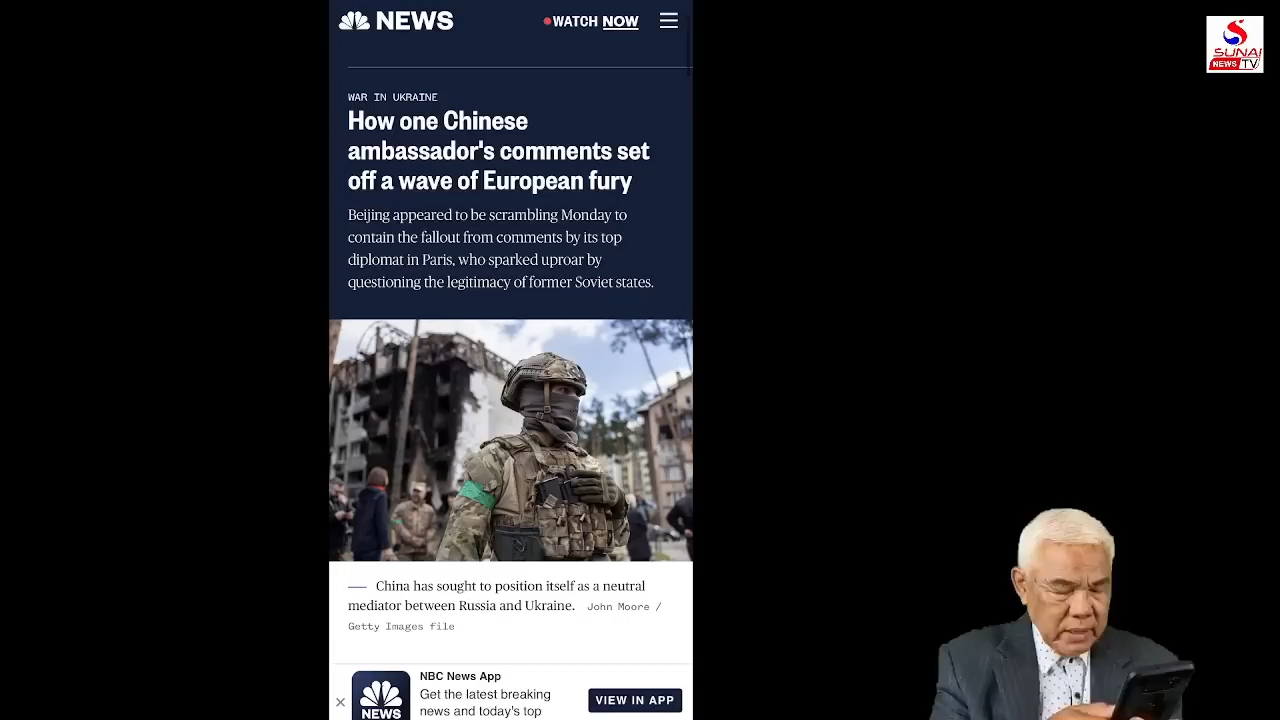 NEWS
WATCH NOW
SUNAI
NEWS TV
WAR IN UKRAINE
How one Chinese
ambassador's comments set
off a wave of European fury
Beijing appeared to be scrambling Monday to
contain the fallout from comments by its top
diplomat in Paris, who sparked uproar by
questioning the legitimacy of former Soviet states.
China has sought to position itself as a neutral
mediator between Russia and Ukraine. John Moore /
Getty Images file
NBC News App
Get the latest breaking
news and today's top
NEWS
VIEW IN APP